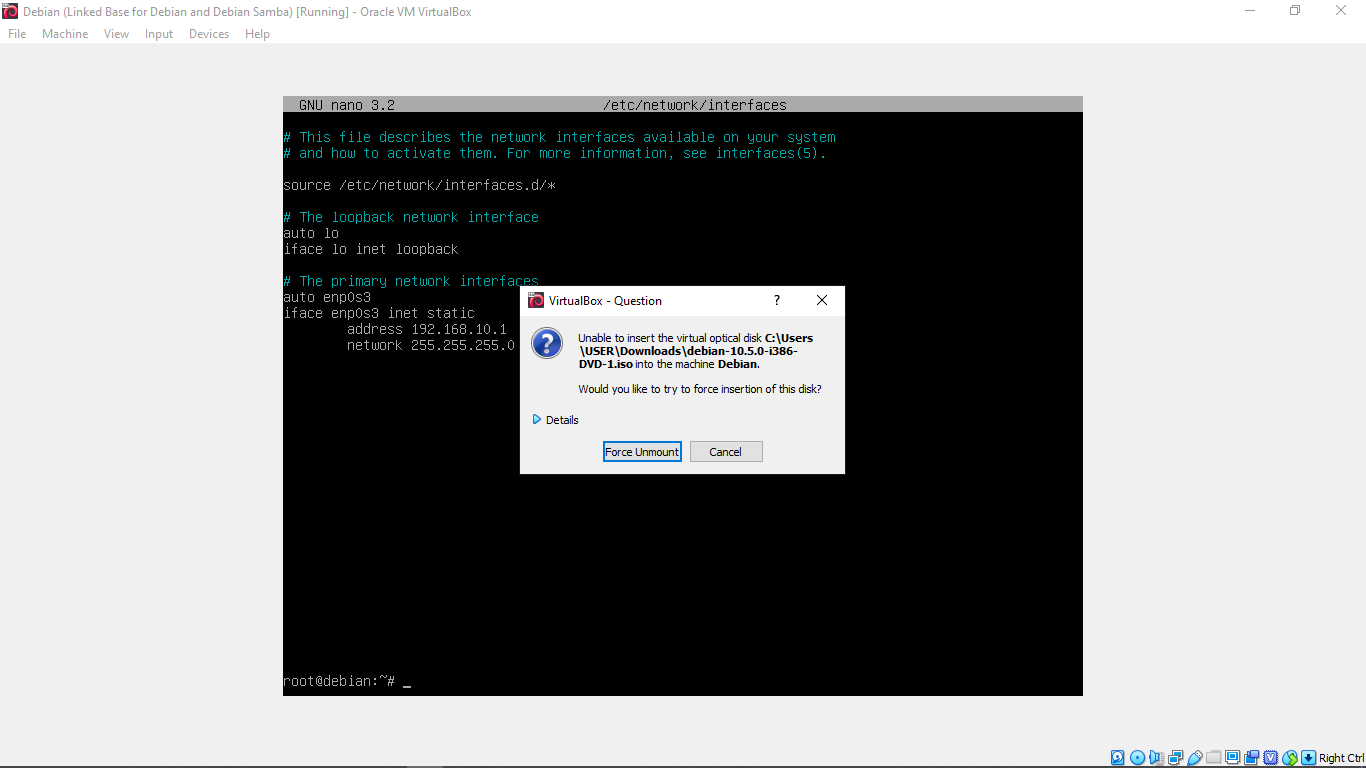 Debian (Linked Base for Debian and Debian Samba) [Running] - Oracle VM VirtualBox
File Machine View Input Devices Help
GNU nano 3.2 /etc/network/interfaces
# This file describes the network interfaces available on your system
# and how to activate them. For more information, see interfaces(5).
source /etc/network/interfaces.d/*
# The loopback network interface
auto lo
iface lo inet loopback
# The primary network interfaces
auto enp0s3
iface enp0s3 inet static
address 192.168.10.1
network 255.255.255.0
VirtualBox - Question
?
Unable to insert the virtual optical disk C:\Users
\USER\Downloads\debian-10.5.0-i386-
DVD-1.iso into the machine Debian.
Would you like to try to force insertion of this disk?
Details
Force Unmount Cancel
root@debian:~# _
Right Ctrl